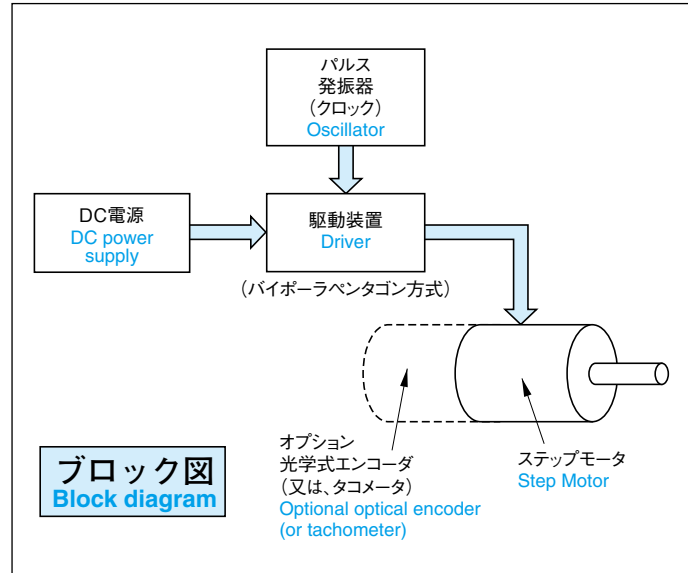 パルス
発振器
(クロック)
Oscillator
DC電源
DC power
supply
駆動装置
Driver
(バイポーラペンタゴン方式)
オプション
光学式エンコーダ
(又は、タコメータ)
Optional optical encoder
(or tachometer)
ステップモータ
Step Motor
ブロック図
Block diagram